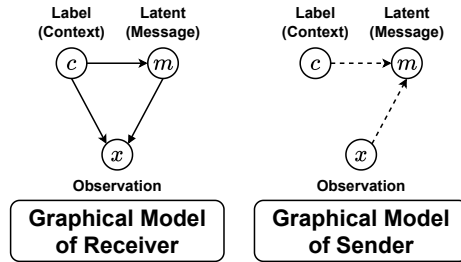 Label Latent
(Context) (Message)
c m
x
Observation
Graphical Model
of Receiver
Label Latent
(Context) (Message)
c m
x
Observation
Graphical Model
of Sender